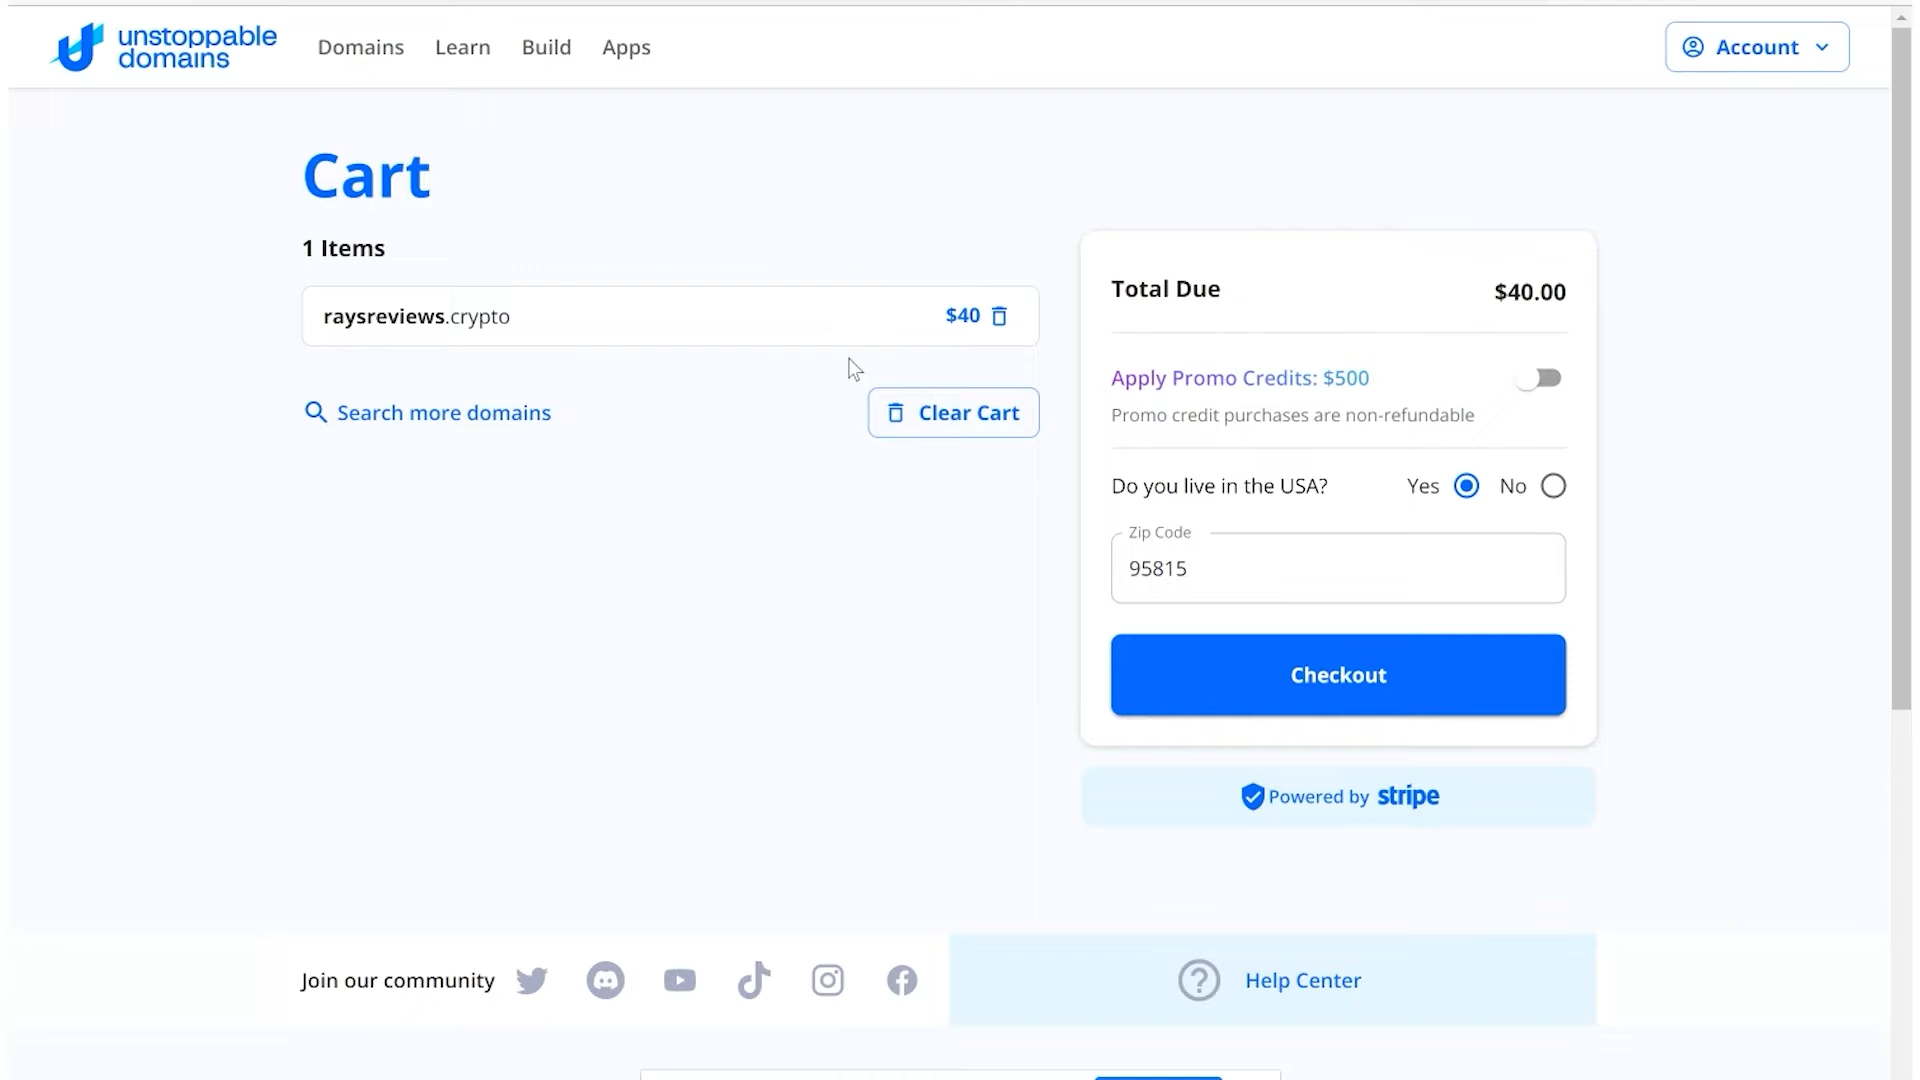 unstoppable
domains
Domains
Learn
Build
Apps
Account
Cart
1 Items
raysreviews.crypto
$40
Search more domains
Clear Cart
Total Due
$40.00
Apply Promo Credits: $500
Promo credit purchases are non-refundable
Do you live in the USA?
Yes
No
Zip Code
95815
Checkout
Powered by stripe
Join our community
Help Center